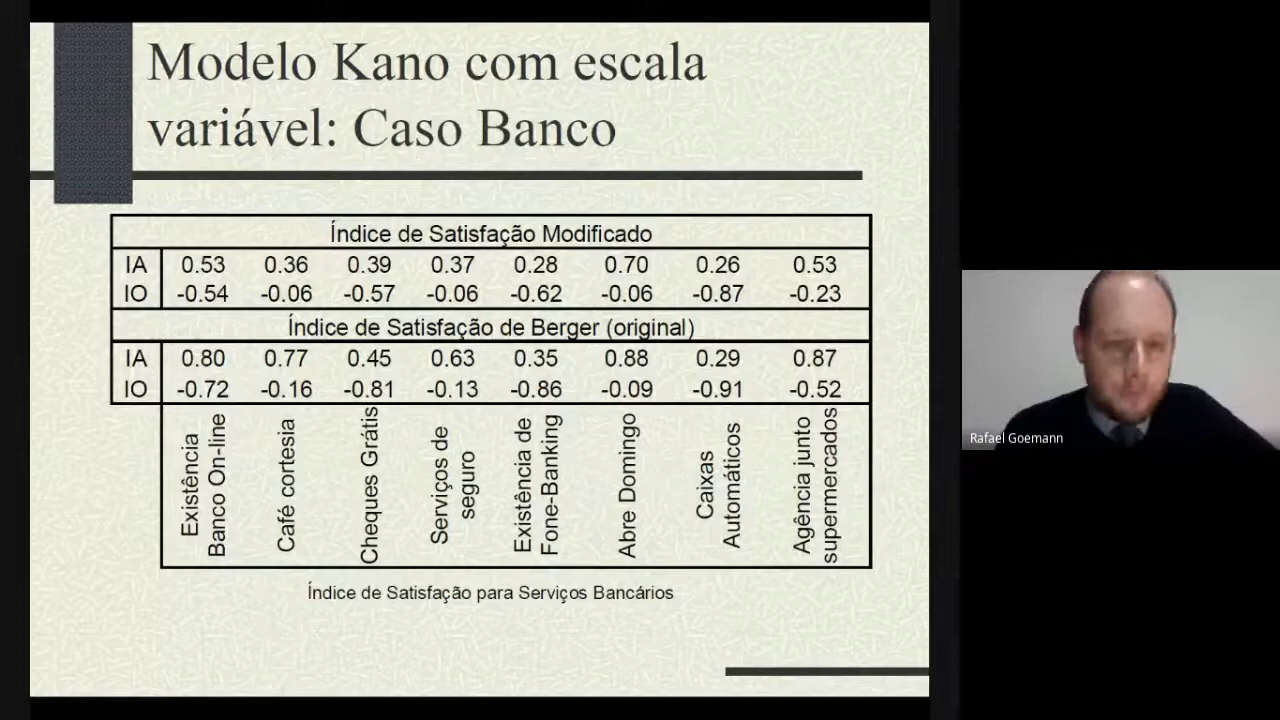 Modelo Kano com escala
variável: Caso Banco
Índice de Satisfação Modificado
IA 0.53 0.36 0.39 0.37 0.28 0.70 0.26 0.53
IO -0.54 -0.06 -0.57 -0.06 -0.62 -0.06 -0.87 -0.23
Índice de Satisfação de Berger (original)
IA 0.80 0.77 0.45 0.63 0.35 0.88 0.29 0.87
IO -0.72 -0.16 -0.81 -0.13 -0.86 -0.09 -0.91 -0.52
Existência
Banco On-line
Café cortesia
Cheques Grátis
Serviços de
seguro
Existência de
Fone-Banking
Abre Domingo
Caixas
Automáticos
Agência junto
supermercados
Índice de Satisfação para Serviços Bancários
Rafael Goemann